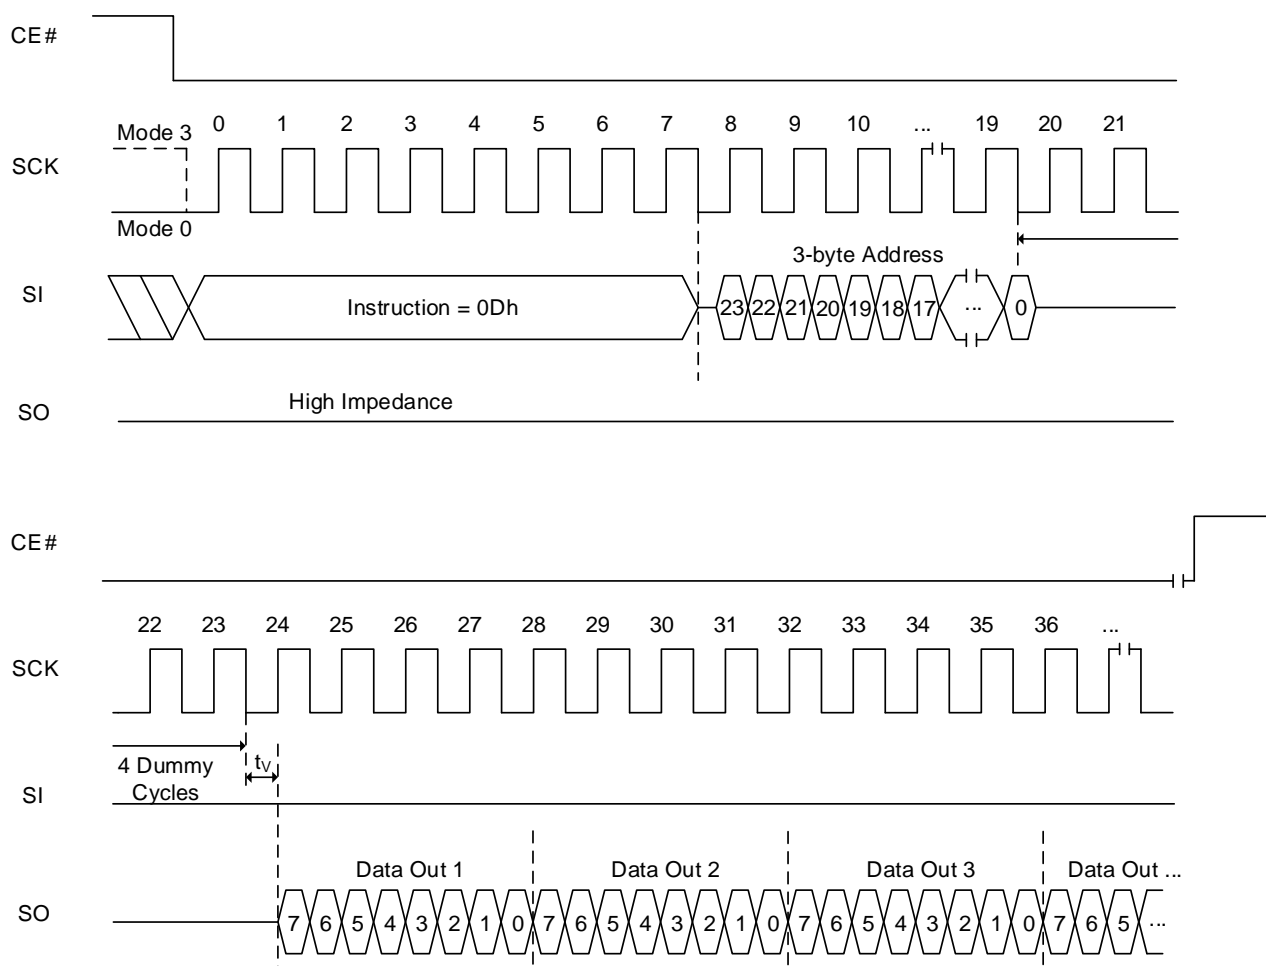 CE#
Mode 3 0 1 2 3 4 5 6 7 8 9 10 ... 19 20 21
SCK
Mode 0
3-byte Address
SI Instruction = 0Dh 23 22 21 20 19 18 17 ... 0
High Impedance
SO
CE#
22 23 24 25 26 27 28 29 30 31 32 33 34 35 36 ...
SCK
4 Dummy tV
Cycles
SI
Data Out 1 Data Out 2 Data Out 3 Data Out ...
SO 7 6 5 4 3 2 1 0 7 6 5 4 3 2 1 0 7 6 5 4 3 2 1 0 7 6 5 ...